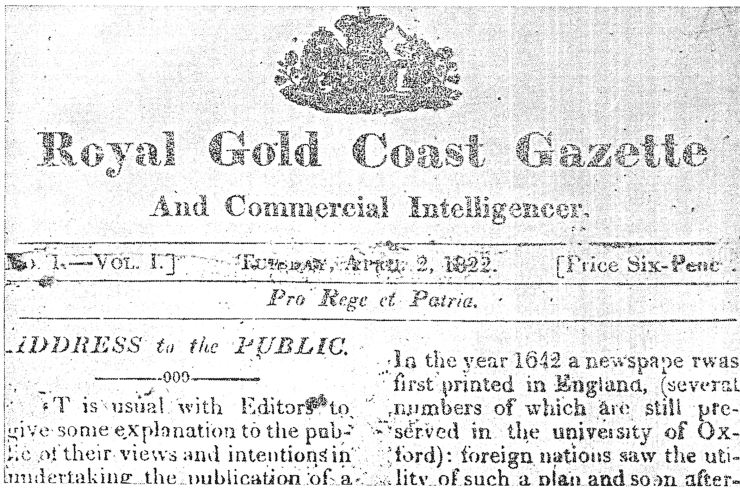 Royal Gold Coast Gazette
And Commercial Intelligencer.
No. 1.—VOL. I.] TUESDAY, APRIL 2, 1822. [Price Six-Penc
Pro Rege et Patria.
ADDRESS to the PUBLIC.
—000—
IT is usual with Editors to
give some explanation to the pub-
lic of their views and intentions in
undertaking the publication of a
In the year 1642 a newspape rwas
first printed in England, (several
numbers of which are still pre-
served in the university of Ox-
ford): foreign nations saw the uti-
lity of such a plan and soon after-